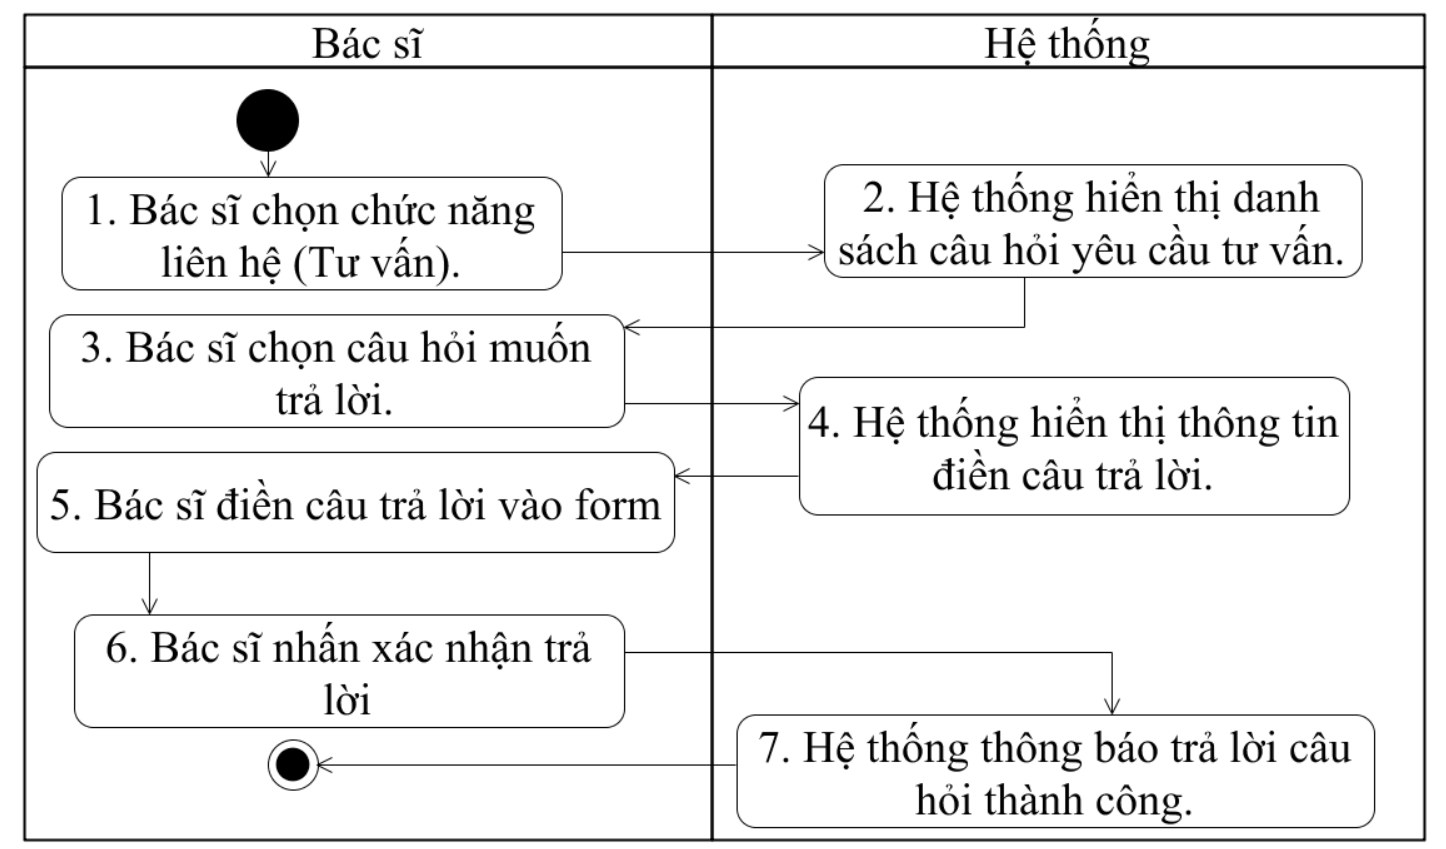 Bác sĩ
Hệ thống
1. Bác sĩ chọn chức năng
liên hệ (Tư vấn).
2. Hệ thống hiển thị danh
sách câu hỏi yêu cầu tư vấn.
3. Bác sĩ chọn câu hỏi muốn
trả lời.
4. Hệ thống hiển thị thông tin
điền câu trả lời.
5. Bác sĩ điền câu trả lời vào form
6. Bác sĩ nhấn xác nhận trả
lời
7. Hệ thống thông báo trả lời câu
hỏi thành công.